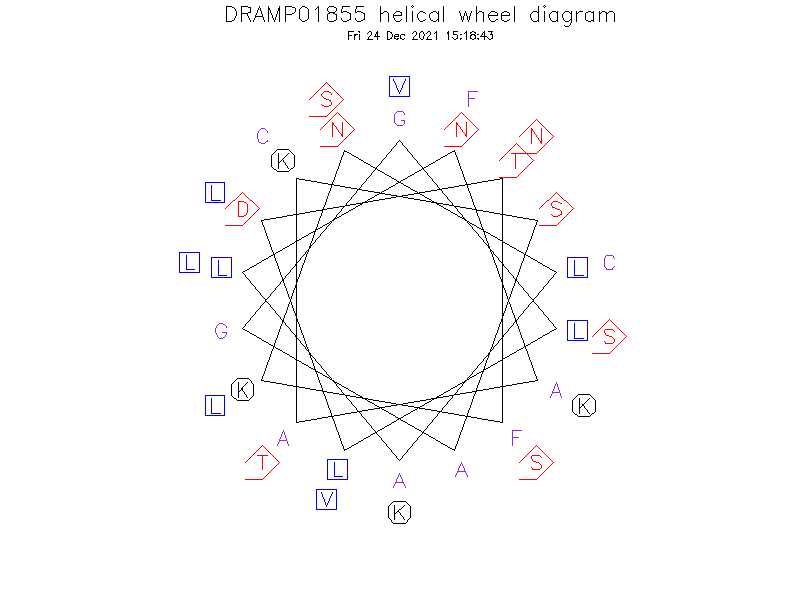 DRAMP01855 helical wheel diagram
Fri 24 Dec 2021 15:18:43
V
S F
G
N N
C N
K T
L
D S
L L L C
G L S
K A
L K
A F
T S
L A
A
V
K